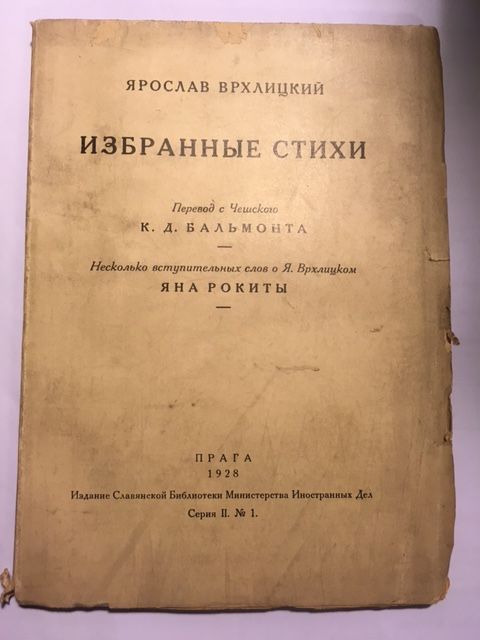 ЯРОСЛАВ ВРХЛИЦКИЙ
ИЗБРАННЫЕ СТИХИ
Перевод с Чешского
К. Д. БАЛЬМОНТА
Несколько вступительных слов о Я. Врхлицком
ЯНА РОКИТЫ
ПРАГА
1928
Издание Славянской Библиотеки Министерства Иностранных Дел
Серия II. № 1.